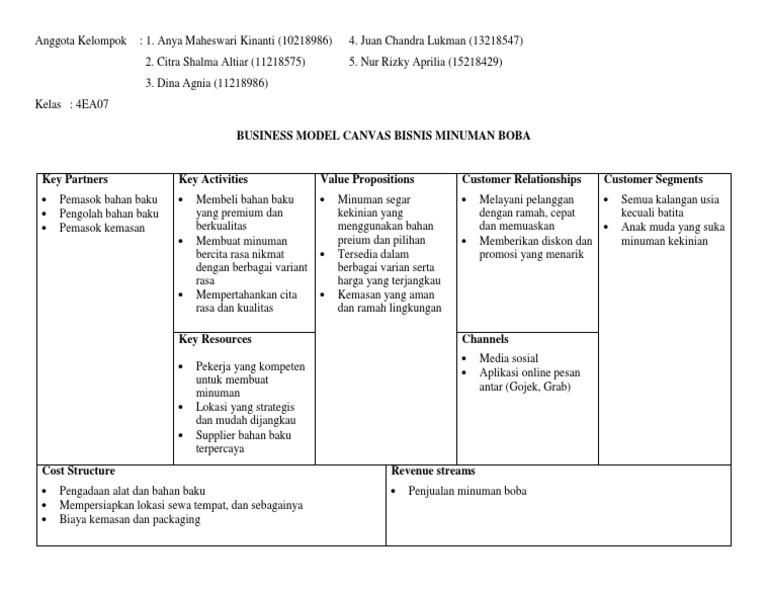 Anggota Kelompok : 1. Anya Maheswari Kinanti (10218986) 4. Juan Chandra Lukman (13218547)
2. Citra Shalma Altiar (11218575) 5. Nur Rizky Aprilia (15218429)
3. Dina Agnia (11218986)
Kelas : 4EA07
BUSINESS MODEL CANVAS BISNIS MINUMAN BOBA
Key Partners
• Pemasok bahan baku
• Pengolah bahan baku
• Pemasok kemasan
Key Activities
• Membeli bahan baku
yang premium dan
berkualitas
• Membuat minuman
bercita rasa nikmat
dengan berbagai variant
rasa
• Mempertahankan cita
rasa dan kualitas
Key Resources
• Pekerja yang kompeten
untuk membuat
minuman
• Lokasi yang strategis
dan mudah dijangkau
• Supplier bahan baku
terpercaya
Value Propositions
• Minuman segar
kekinian yang
menggunakan bahan
preium dan pilihan
• Tersedia dalam
berbagai varian serta
harga yang terjangkau
• Kemasan yang aman
dan ramah lingkungan
Customer Relationships
• Melayani pelanggan
dengan ramah, cepat
dan memuaskan
• Memberikan diskon dan
promosi yang menarik
Channels
• Media sosial
• Aplikasi online pesan
antar (Gojek, Grab)
Customer Segments
• Semua kalangan usia
kecuali batita
• Anak muda yang suka
minuman kekinian
Cost Structure
• Pengadaan alat dan bahan baku
• Mempersiapkan lokasi sewa tempat, dan sebagainya
• Biaya kemasan dan packaging
Revenue streams
• Penjualan minuman boba